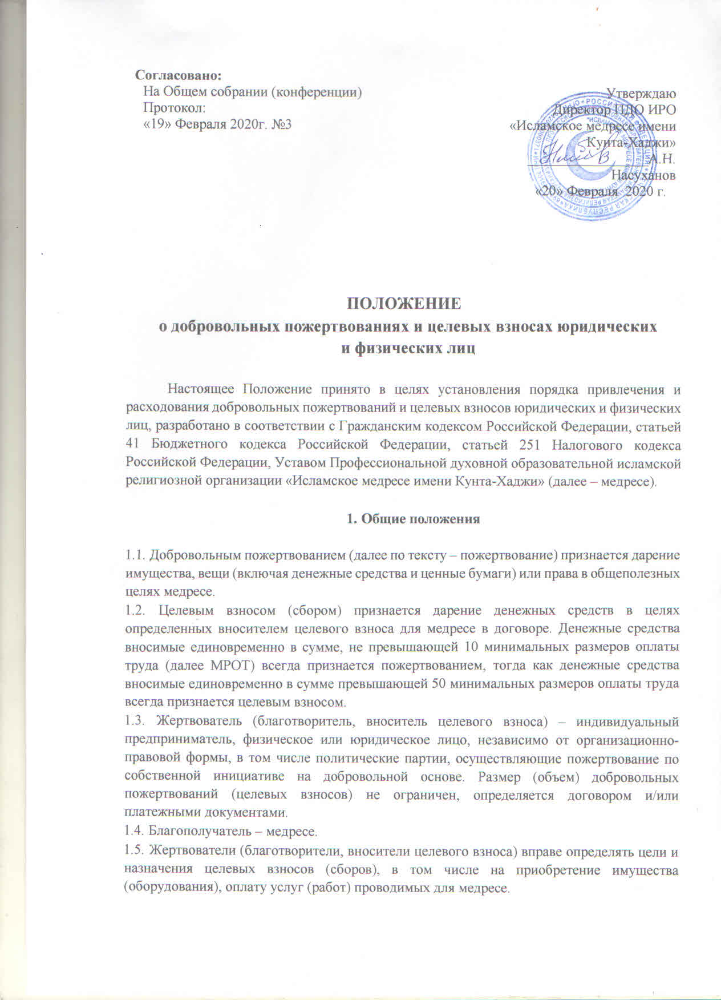 Согласовано:
На Общем собрании (конференции)
Протокол:
«19» Февраля 2020г. №3
Утверждаю
Директор ПДО ИРО
«Исламское медресе имени
Кунта-Хаджи»
А.Н.
Насуханов
«20» Февраля 2020 г.
ПОЛОЖЕНИЕ
о добровольных пожертвованиях и целевых взносах юридических
и физических лиц
Настоящее Положение принято в целях установления порядка привлечения и
расходования добровольных пожертвований и целевых взносов юридических и физических
лиц, разработано в соответствии с Гражданским кодексом Российской Федерации, статьей
41 Бюджетного кодекса Российской Федерации, статьей 251 Налогового кодекса
Российской Федерации, Уставом Профессиональной духовной образовательной исламской
религиозной организации «Исламское медресе имени Кунта-Хаджи» (далее – медресе).
1. Общие положения
1.1. Добровольным пожертвованием (далее по тексту – пожертвование) признается дарение
имущества, вещи (включая денежные средства и ценные бумаги) или права в общеполезных
целях медресе.
1.2. Целевым взносом (сбором) признается дарение денежных средств в целях
определенных вносителем целевого взноса для медресе в договоре. Денежные средства
вносимые единовременно в сумме, не превышающей 10 минимальных размеров оплаты
труда (далее МРОТ) всегда признается пожертвованием, тогда как денежные средства
вносимые единовременно в сумме превышающей 50 минимальных размеров оплаты труда
всегда признается целевым взносом.
1.3. Жертвователь (благотворитель, вноситель целевого взноса) – индивидуальный
предприниматель, физическое или юридическое лицо, независимо от организационно-
правовой формы, в том числе политические партии, осуществляющие пожертвование по
собственной инициативе на добровольной основе. Размер (объем) добровольных
пожертвований (целевых взносов) не ограничен, определяется договором и/или
платежными документами.
1.4. Благополучатель – медресе.
1.5. Жертвователи (благотворители, вносители целевого взноса) вправе определять цели и
назначения целевых взносов (сборов), в том числе на приобретение имущества
(оборудования), оплату услуг (работ) проводимых для медресе.